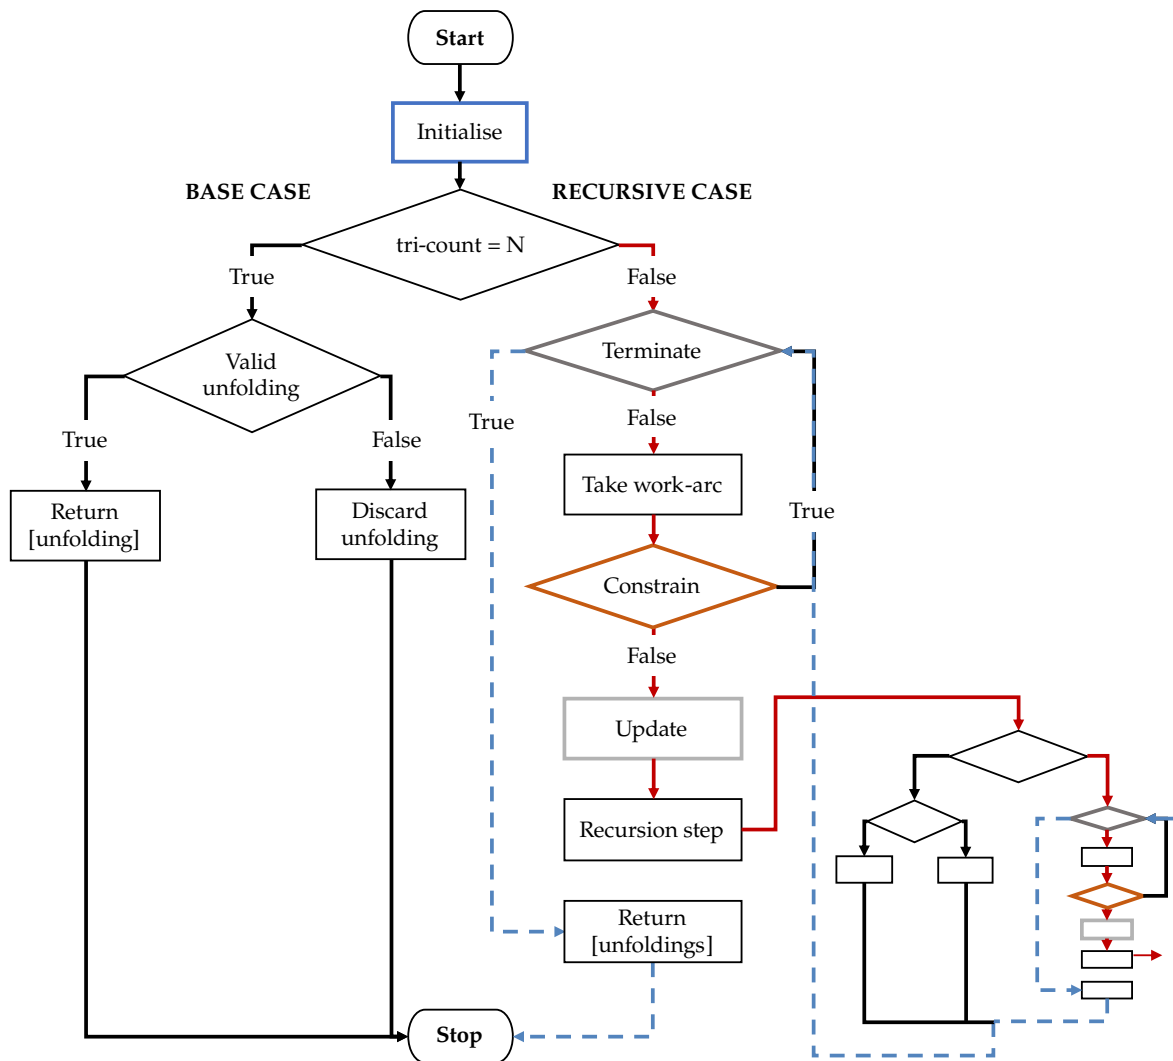 Start
Initialise
BASE CASE
RECURSIVE CASE
tri-count = N
True
False
Valid
unfolding
Terminate
True
False
True
False
Take work-arc
Return
[unfolding]
Discard
unfolding
True
Constrain
False
Update
Recursion step
Return
[unfoldings]
Stop